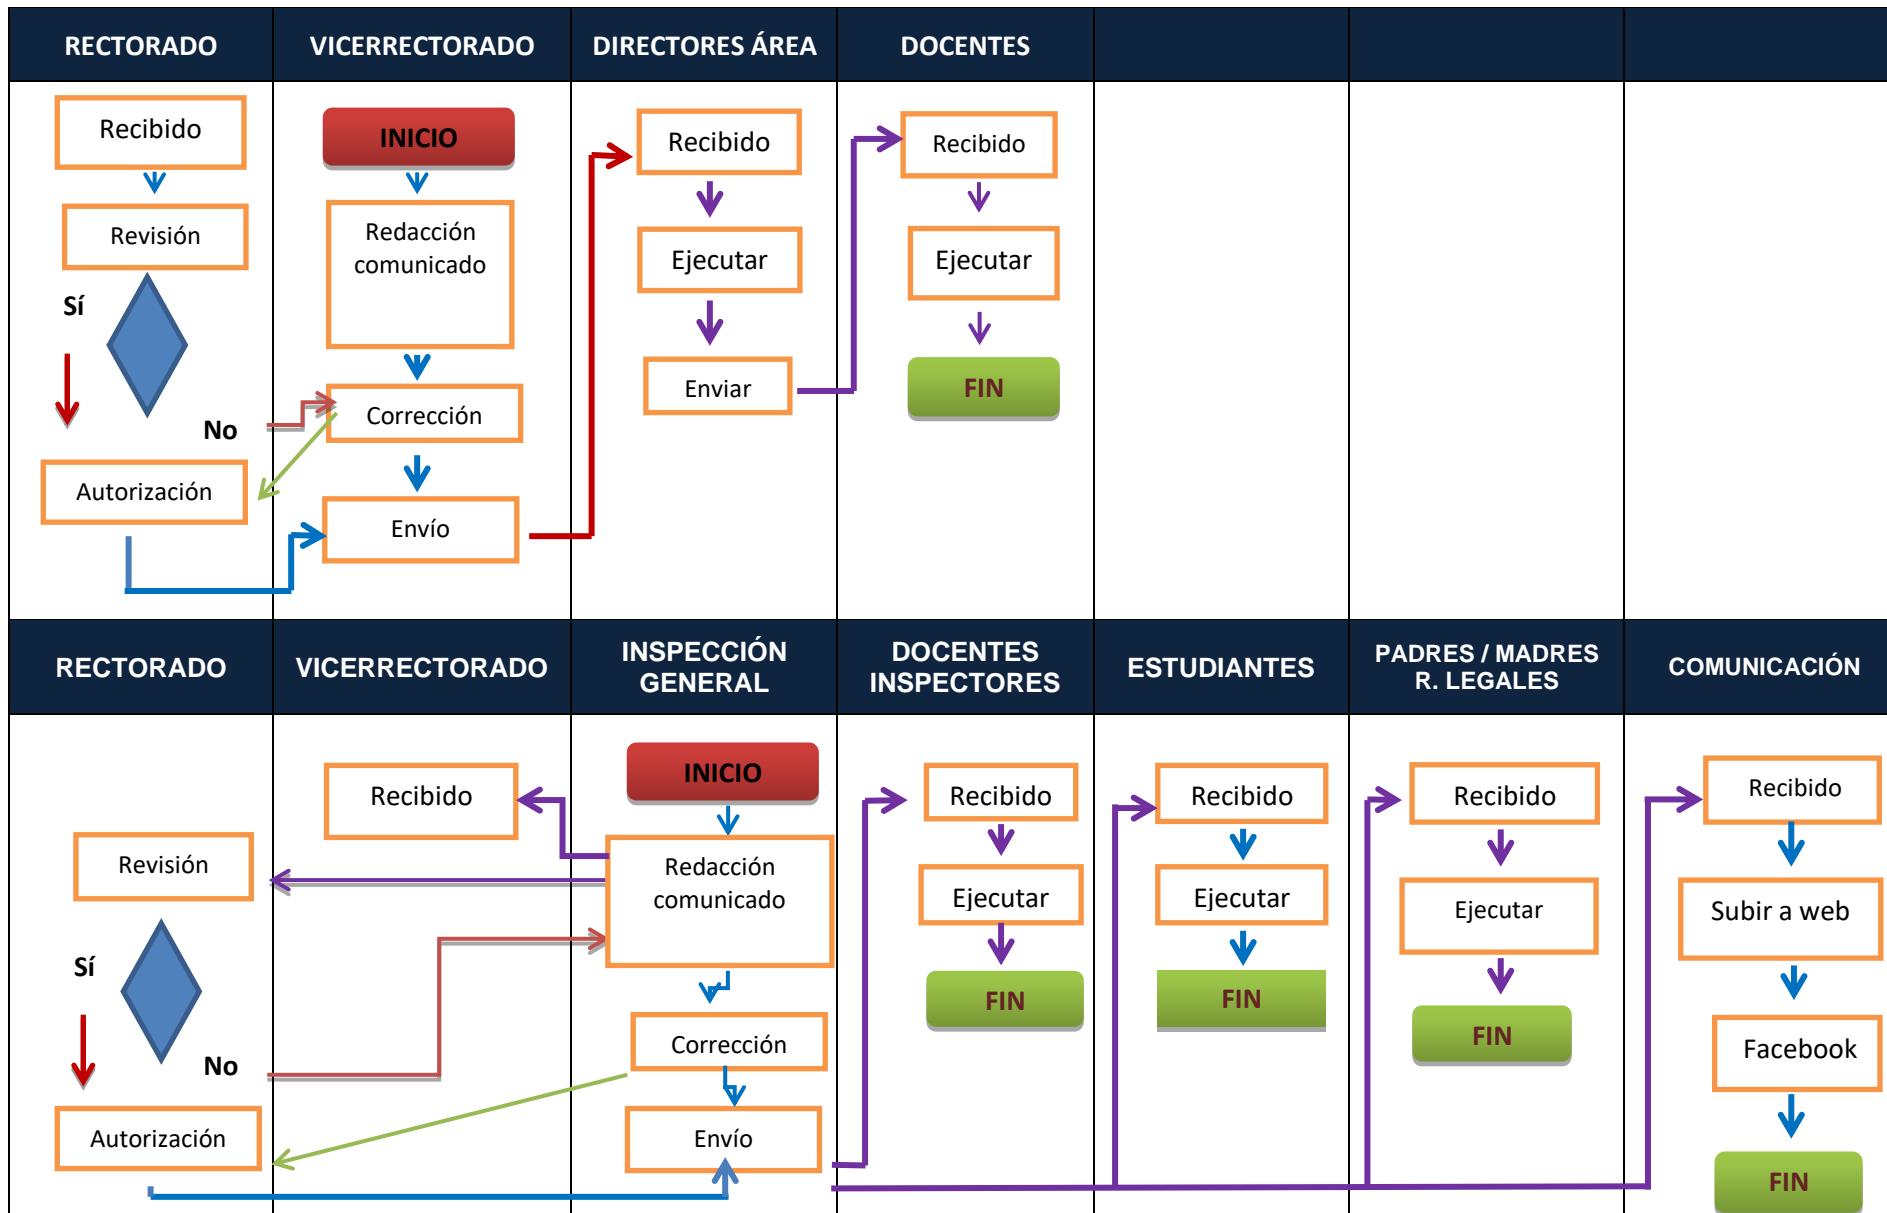 RECTORADO
VICERRECTORADO
DIRECTORES ÁREA
DOCENTES
Recibido
Revisión
Sí
No
Autorización
INICIO
Redacción
comunicado
Corrección
Envío
Recibido
Ejecutar
Enviar
Recibido
Ejecutar
FIN
RECTORADO
VICERRECTORADO
INSPECCIÓN
GENERAL
DOCENTES
INSPECTORES
ESTUDIANTES
PADRES / MADRES
R. LEGALES
COMUNICACIÓN
Revisión
Sí
No
Autorización
Recibido
INICIO
Redacción
comunicado
Corrección
Envío
Recibido
Ejecutar
FIN
Recibido
Ejecutar
FIN
Recibido
Ejecutar
FIN
Recibido
Subir a web
Facebook
FIN